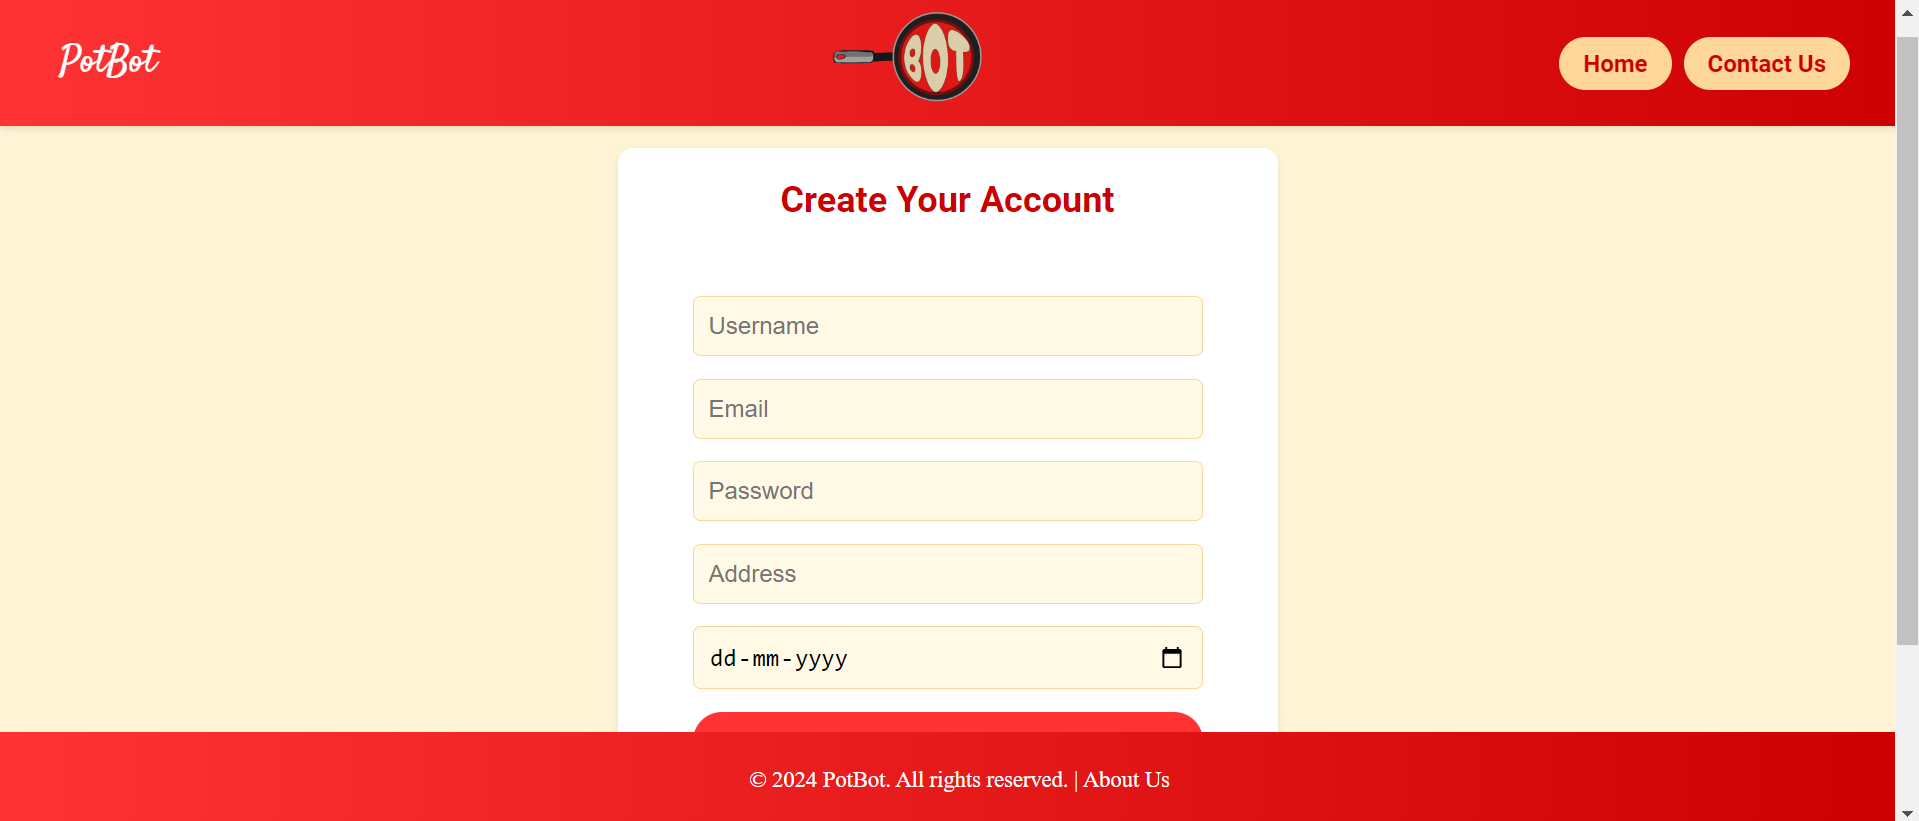 PotBot
BOT
Home
Contact Us
Create Your Account
Username
Email
Password
Address
dd-mm-yyyy
© 2024 PotBot. All rights reserved. | About Us